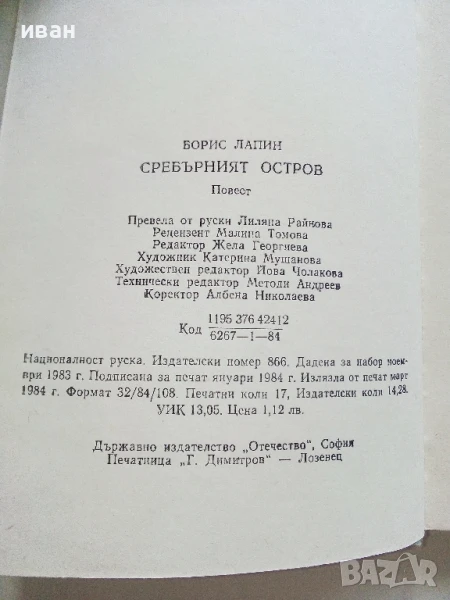 иван
БОРИС ЛАПИН
СРЕБЪРНИЯТ ОСТРОВ
Повест
Превела от руски Лиляна Райнова
Рецензент Малина Томова
Редактор Жела Георгиева
Художник Катерина Мушанова
Художествен редактор Йова Чолакова
Технически редактор Методи Андреев
Коректор Албена Николаева
1195 376 42412
Код
6267—1—84
Националност руска. Издателски номер 866. Дадена за набор ноем-
ври 1983 г. Подписана за печат януари 1984 г. Излязла от печат март
1984 г. Формат 32/84/108. Печатни коли 17, Издателски коли 14,28.
УИК 13,05. Цена 1,12 лв.
Държавно издателство „Отечество", София
Печатница „Г. Димитров" — Лозенец
BAZAR